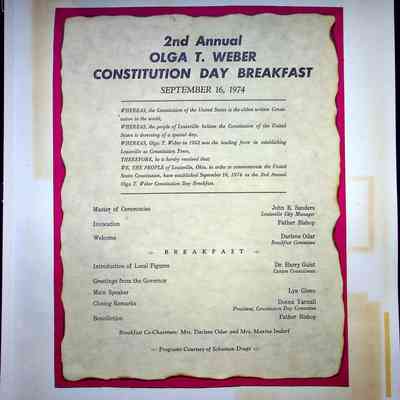 2nd Annual
OLGA T. WEBER
CONSTITUTION DAY BREAKFAST
SEPTEMBER 16, 1974
WHEREAS, the Constitution of the United States is the oldest written Consti-
tution in the world,
WHEREAS, the people of Louisville believe the Constitution of the United
States is deserving of a special day,
WHEREAS, Olga T. Weber in 1952 was the leading force in establishing
Louisville as Constitution Town,
THEREFORE, be it hereby resolved that:
WE, THE PEOPLE of Louisville, Ohio, in order to commemorate the United
States Constitution, have established September 16, 1974 as the 2nd Annual
Olga T. Weber Constitution Day Breakfast.
Master of Ceremonies John E. Sanders
Louisville City Manager
Invocation Father Bishop
Welcome Darlene Odar
Breakfast Committee
— BREAKFAST —
Introduction of Local Figures Dr. Harry Guist
Canton Councilman
Greetings from the Governor
Main Speaker Lyn Glenn
Closing Remarks Donna Yarnall
President, Constitution Day Committee
Benediction Father Bishop
Breakfast Co-Chairmen: Mrs. Darlene Odar and Mrs. Maxine Imdorf
— Programs Courtesy of Schuman Drugs —